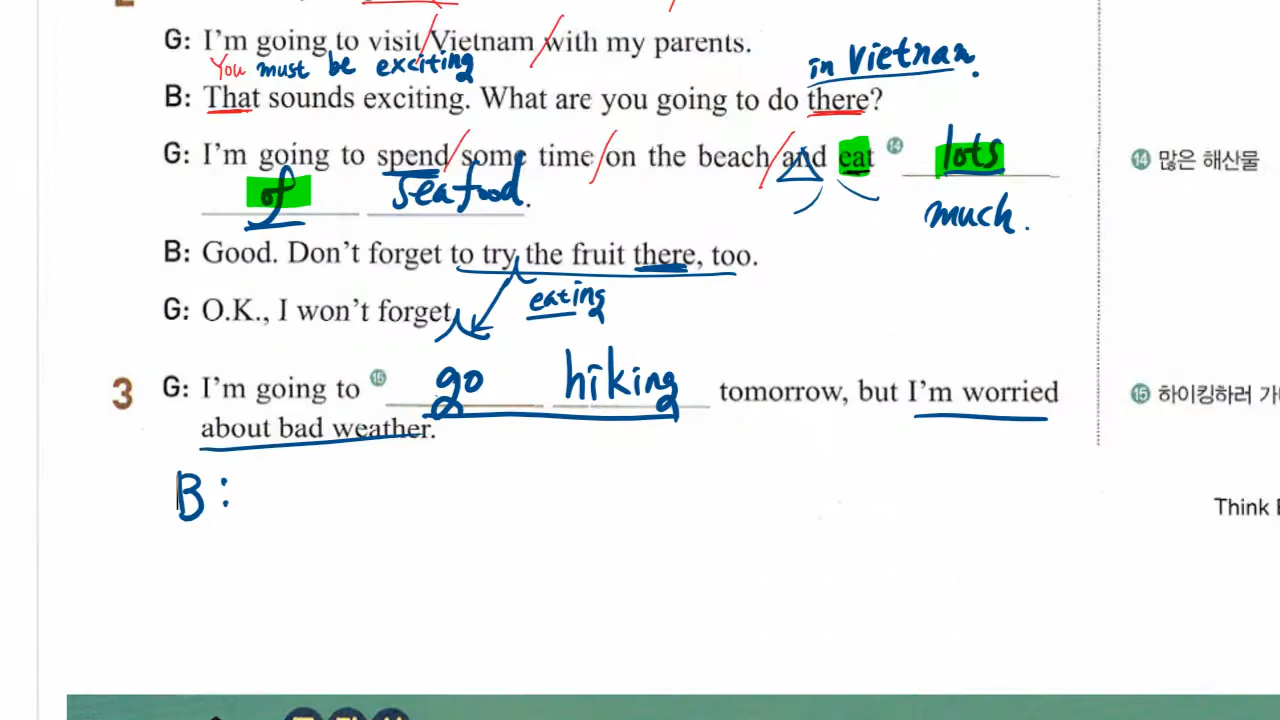 G: I'm going to visit Vietnam with my parents.
You must be exciting
in Vietnam.
B: That sounds exciting. What are you going to do there?
G: I'm going to spend some time on the beach and eat ⑭ lots
⑭ 많은 해산물
of seafood.
much.
B: Good. Don't forget to try the fruit there, too.
eating
G: O.K., I won't forget
3 G: I'm going to ⑮ go hiking tomorrow, but I'm worried
⑮ 하이킹하러 가
about bad weather.
B:
Think